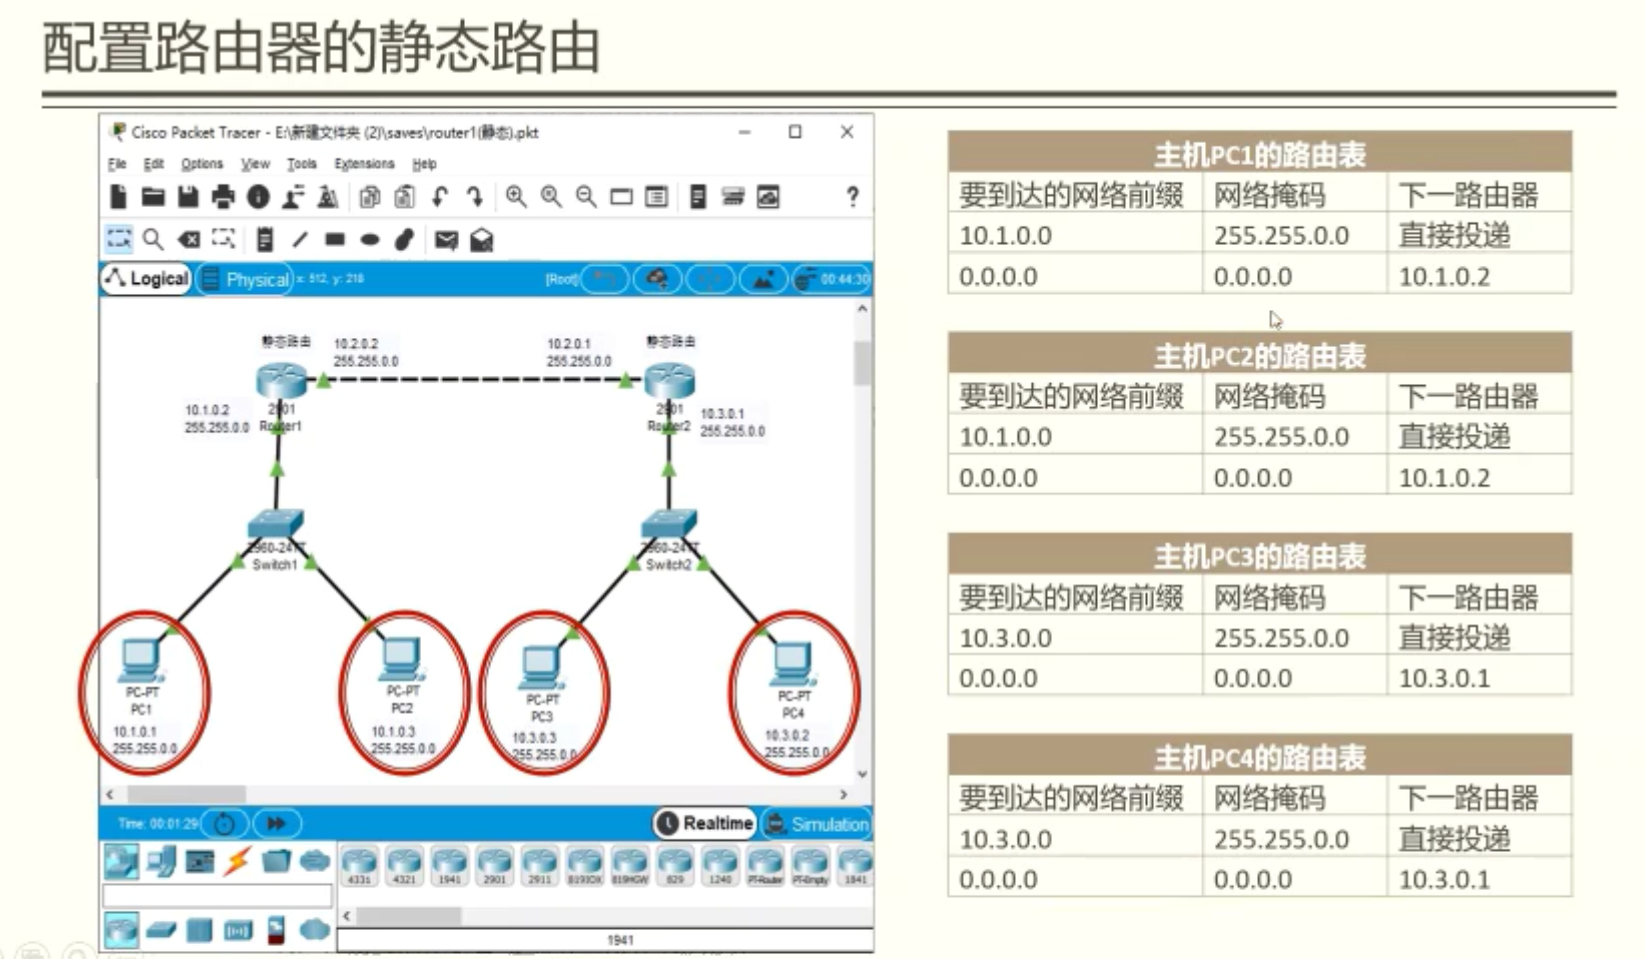 配置路由器的静态路由
Cisco Packet Tracer - E:\新建文件夹 (2)\saves\router1(静态).pkt
File Edit Options View Tools Extensions Help
?
Logical Physical x: 512, y: 218 [Root] 00:44:30
静态路由
10.2.0.2
255.255.0.0
10.2.0.1
255.255.0.0
静态路由
10.1.0.2
255.255.0.0
2901
Router1
2901
Router2
10.3.0.1
255.255.0.0
2960-24TT
Switch1
2960-24TT
Switch2
PC-PT
PC1
10.1.0.1
255.255.0.0
PC-PT
PC2
10.1.0.3
255.255.0.0
PC-PT
PC3
10.3.0.3
255.255.0.0
PC-PT
PC4
10.3.0.2
255.255.0.0
Time: 00:01:29 Realtime Simulation
4331 4321 1941 2901 2911 819IOX 819HGW 829 1240 PT-Router PT-Empty 1841
1941
主机PC1的路由表
要到达的网络前缀 网络掩码 下一路由器
10.1.0.0 255.255.0.0 直接投递
0.0.0.0 0.0.0.0 10.1.0.2
主机PC2的路由表
要到达的网络前缀 网络掩码 下一路由器
10.1.0.0 255.255.0.0 直接投递
0.0.0.0 0.0.0.0 10.1.0.2
主机PC3的路由表
要到达的网络前缀 网络掩码 下一路由器
10.3.0.0 255.255.0.0 直接投递
0.0.0.0 0.0.0.0 10.3.0.1
主机PC4的路由表
要到达的网络前缀 网络掩码 下一路由器
10.3.0.0 255.255.0.0 直接投递
0.0.0.0 0.0.0.0 10.3.0.1